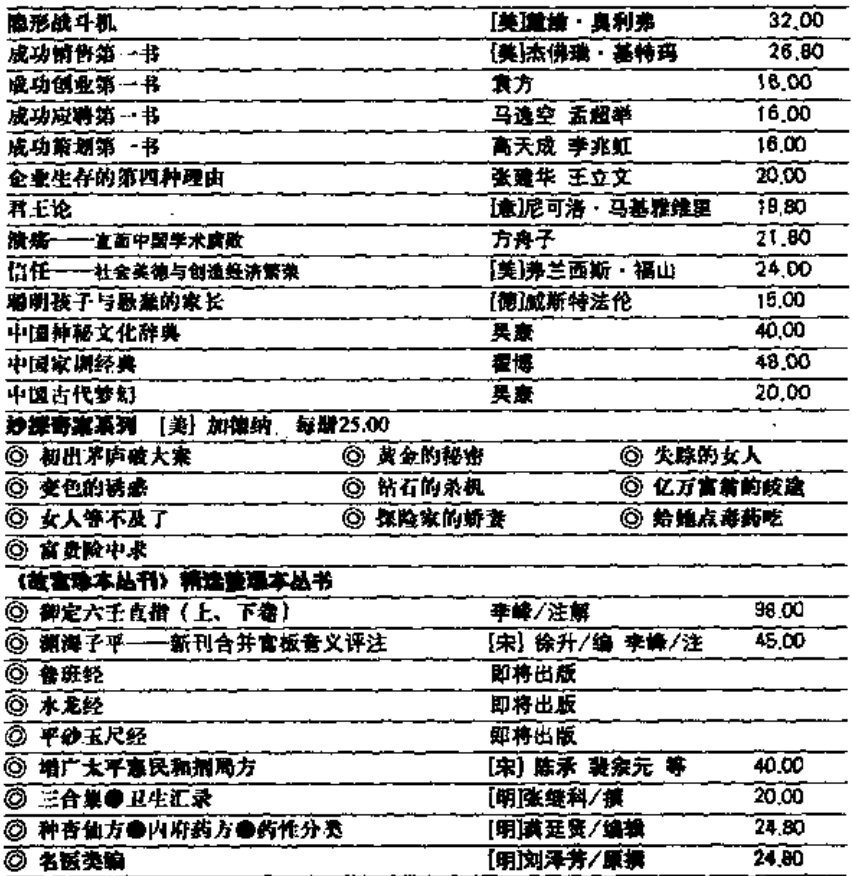 隐形战斗机 [美]戴维·奥利弗 32.00
成功销售第一书 [美]杰佛瑞·基特玛 26.80
成功创业第一书 袁方 16.00
成功应聘第一书 马逸空 孟超举 16.00
成功策划第一书 高天成 李兆虹 16.00
企业生存的第四种理由 张建华 王立文 20.00
君王论 [意]尼可洛·马基雅维里 19.80
溃疡——直面中国学术腐败 方舟子 21.80
信任——社会美德与创造经济繁荣 [美]弗兰西斯·福山 24.00
聪明孩子与愚蠢的家长 [德]威斯特法伦 15.00
中国神秘文化辞典 吴康 40.00
中国家训经典 翟博 48.00
中国古代梦幻 吴康 20.00
妙探奇案系列 [美] 加德纳 每册25.00
◎ 初出茅庐破大案 ◎ 黄金的秘密 ◎ 失踪的女人
◎ 变色的诱惑 ◎ 钻石的杀机 ◎ 亿万富翁的歧途
◎ 女人等不及了 ◎ 探险家的娇妻 ◎ 给她点毒药吃
◎ 富贵险中求
《故宫珍本丛刊》精选整理本丛书
◎ 御定六壬直指（上、下卷） 李峰/注解 98.00
◎ 渊海子平——新刊合并官板音义评注 [宋] 徐升/编 李峰/注 45.00
◎ 鲁班经 即将出版
◎ 水龙经 即将出版
◎ 平砂玉尺经 即将出版
◎ 增广太平惠民和剂局方 [宋] 陈承 裴宗元 等 40.00
◎ 三合集●卫生汇录 [明]张继科/撰 20.00
◎ 种杏仙方●内府药方●药性分类 [明]龚廷贤/编辑 24.80
◎ 名医类编 [明]刘泽芳/原撰 24.80